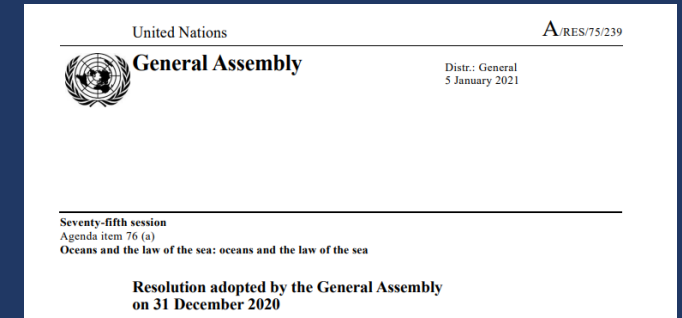 United Nations
A/RES/75/239
General Assembly
Distr.: General
5 January 2021
Seventy-fifth session
Agenda item 76 (a)
Oceans and the law of the sea: oceans and the law of the sea
Resolution adopted by the General Assembly
on 31 December 2020